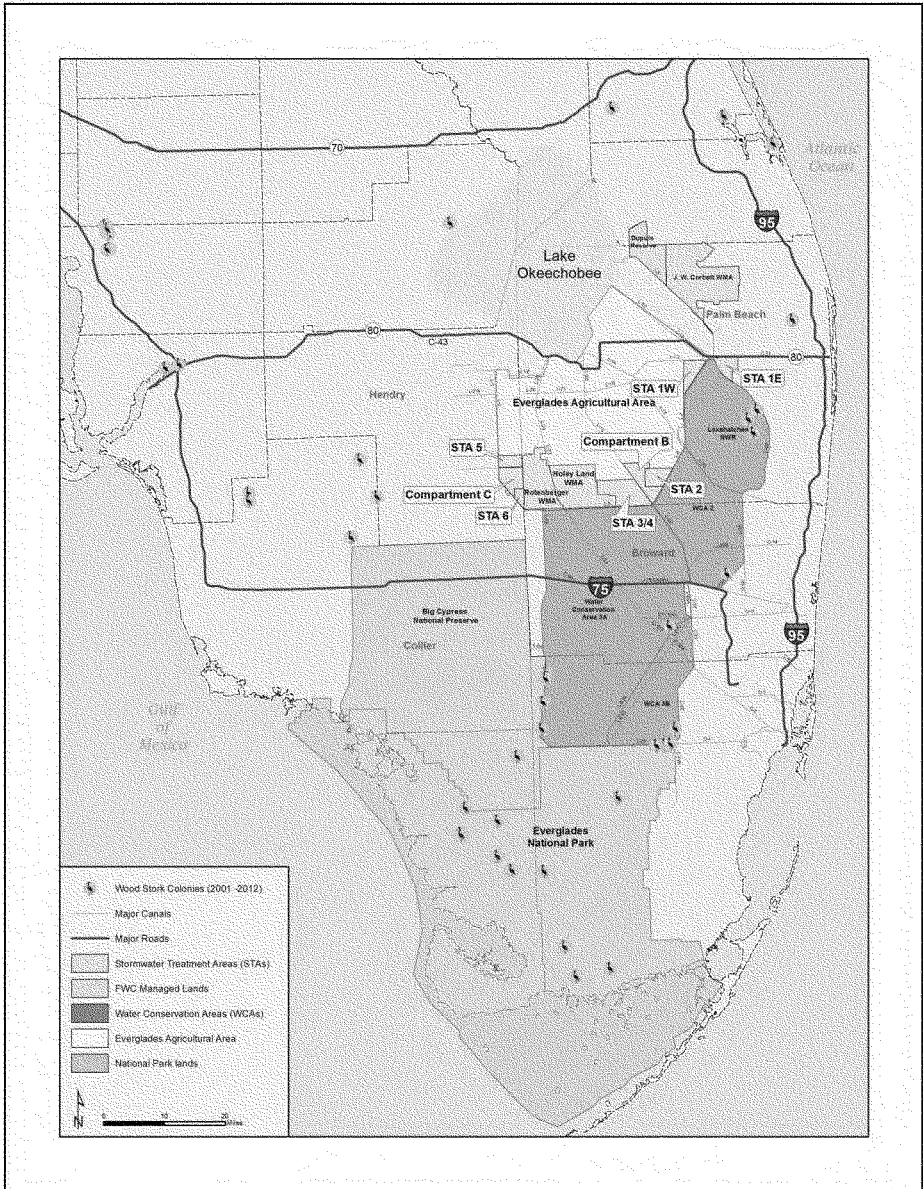 70
Atlantic
Ocean
95
Dupuis
Reserve
Lake
Okeechobee
J. W. Corbett WMA
Palm Beach
80
C-43
80
STA 1W
STA 1E
Hendry
Everglades Agricultural Area
Compartment B
Loxahatchee
NWR
STA 5
Holey Land
WMA
STA 2
Compartment C
Rotenberger
WMA
WCA 2
STA 6
STA 3/4
Broward
75
Big Cypress
National Preserve
Water
Conservation
Area 3A
Collier
95
Gulf
of
Mexico
WCA 3B
Everglades
National Park
Wood Stork Colonies (2001 -2012)
Major Canals
Major Roads
Stormwater Treatment Areas (STAs)
FWC Managed Lands
Water Conservation Areas (WCAs)
Everglades Agricultural Area
National Park lands
N
0 10 20
Miles